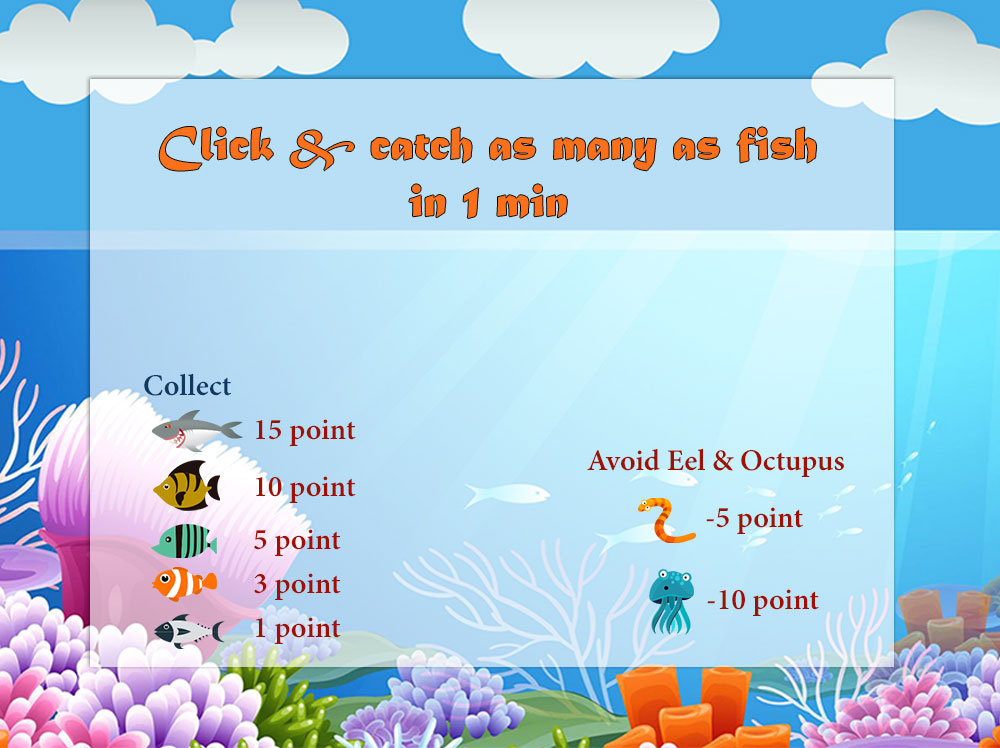 Click & catch as many as fish
in 1 min
Collect
15 point
10 point
5 point
3 point
1 point
Avoid Eel & Octupus
-5 point
-10 point